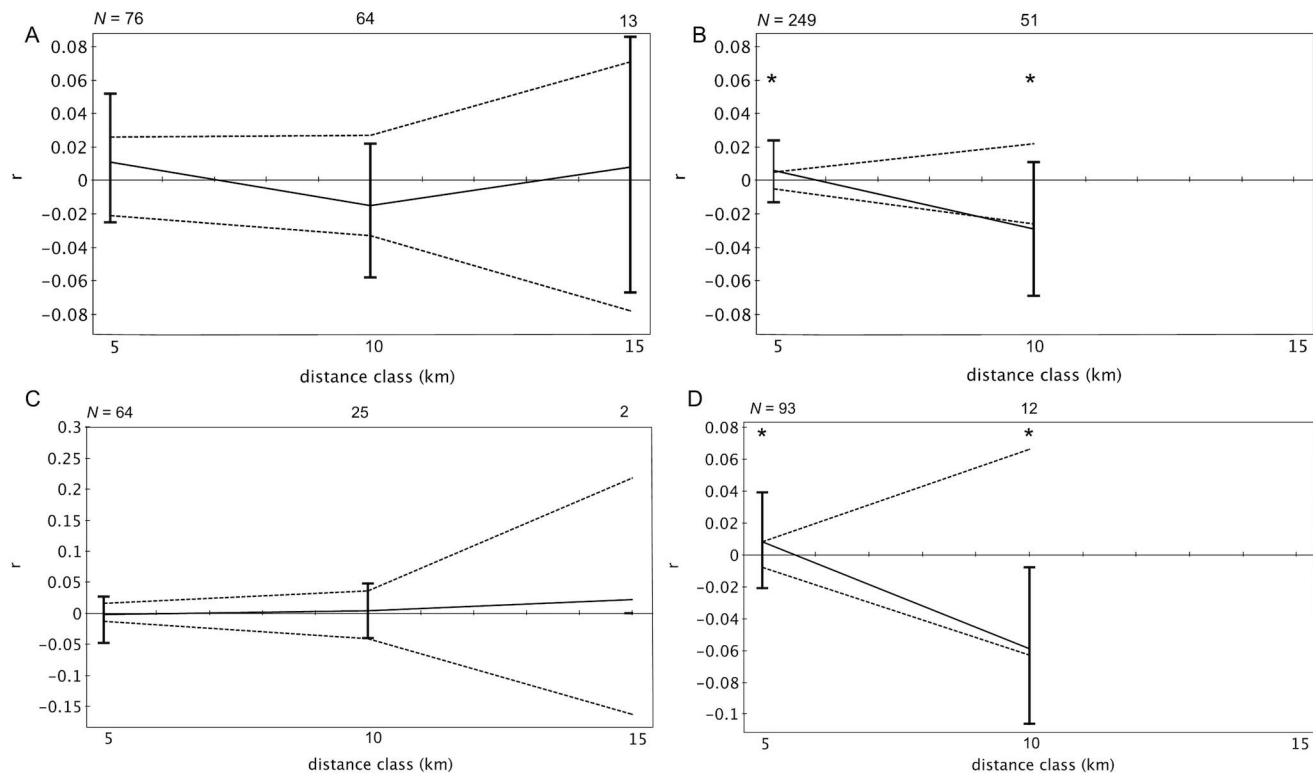 A
N = 76 64 13
0.08
0.06
0.04
0.02
0
−0.02
−0.04
−0.06
−0.08
r
5 10 15
distance class (km)
B
N = 249 51
0.08
0.06
0.04
0.02
0
−0.02
−0.04
−0.06
−0.08
r
* *
5 10 15
distance class (km)
C
N = 64 25 2
0.3
0.25
0.2
0.15
0.1
0.05
0
−0.05
−0.1
−0.15
r
5 10 15
distance class (km)
D
N = 93 12
0.08
0.06
0.04
0.02
0
−0.02
−0.04
−0.06
−0.08
−0.1
r
* *
5 10 15
distance class (km)